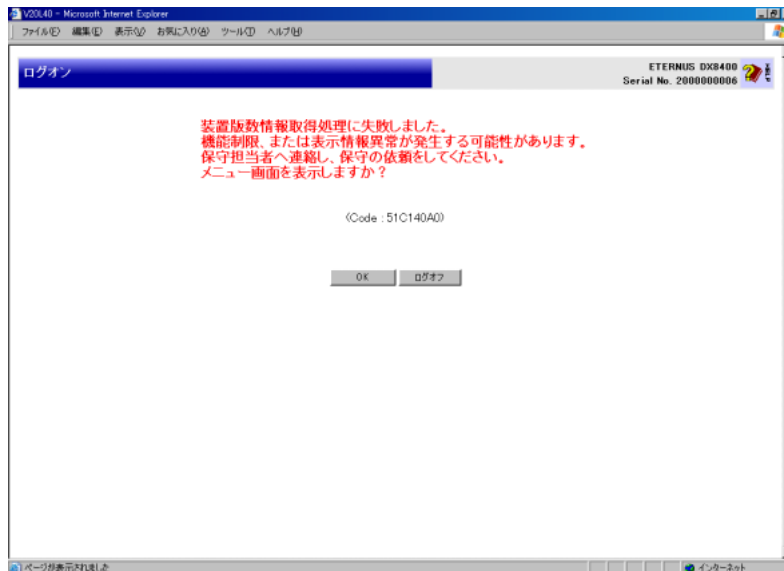 V20L40 - Microsoft Internet Explorer
ファイル(F) 編集(E) 表示(V) お気に入り(A) ツール(T) ヘルプ(H)
ログオン
ETERNUS DX8400
Serial No. 2000000006
装置版数情報取得処理に失敗しました。
機能制限、または表示情報異常が発生する可能性があります。
保守担当者へ連絡し、保守の依頼をしてください。
メニュー画面を表示しますか？
(Code : 51C140A0)
OK ログオフ
ページが表示されました インターネット